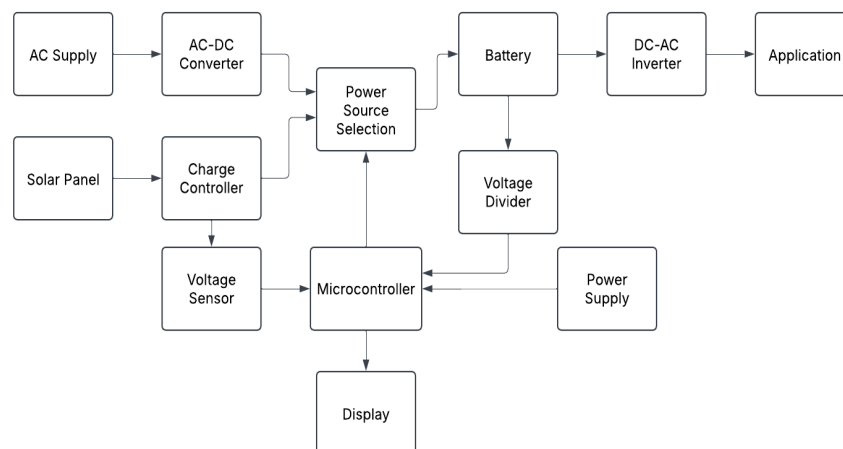 AC Supply
AC-DC
Converter
Power
Source
Selection
Battery
DC-AC
Inverter
Application
Solar Panel
Charge
Controller
Voltage
Divider
Voltage
Sensor
Microcontroller
Power
Supply
Display